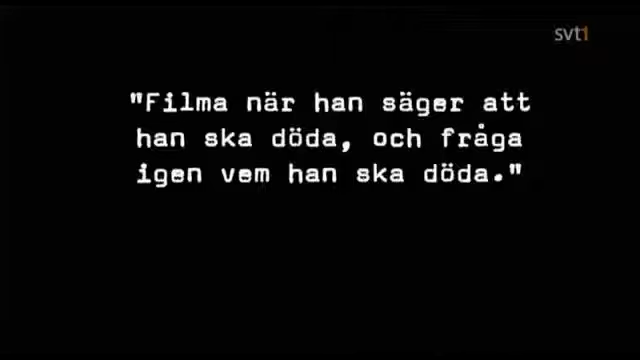 svt1
"Filma när han säger att
han ska döda, och fråga
igen vem han ska döda."